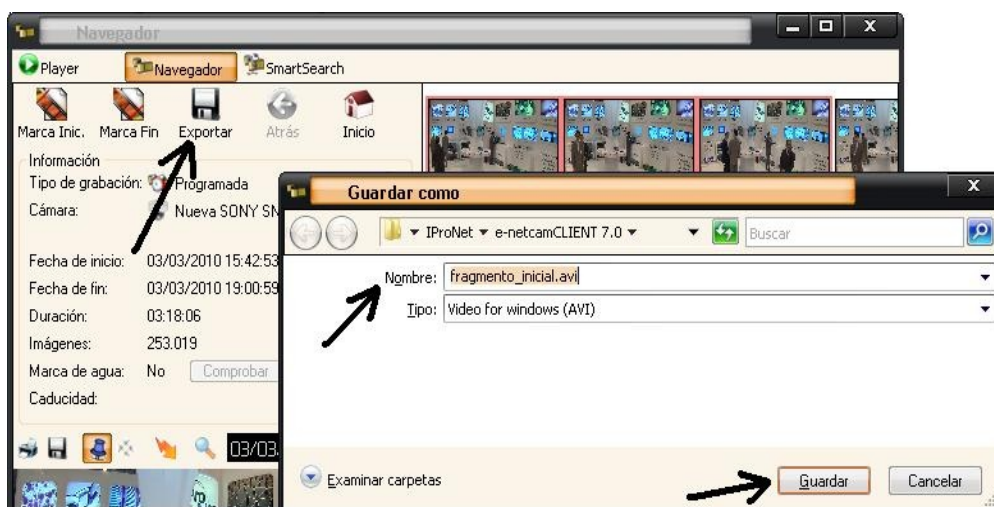 Navegador
Player Navegador SmartSearch
Marca Inic. Marca Fin Exportar Atrás Inicio
Información
Tipo de grabación: Programada
Cámara: Nueva SONY SN
Fecha de inicio: 03/03/2010 15:42:53
Fecha de fin: 03/03/2010 19:00:59
Duración: 03:18:06
Imágenes: 253.019
Marca de agua: No Comprobar
Caducidad:
03/03.
Guardar como
IProNet e-netcamCLIENT 7.0 Buscar
Nombre: fragmento_inicial.avi
Tipo: Video for windows (AVI)
Examinar carpetas Guardar Cancelar